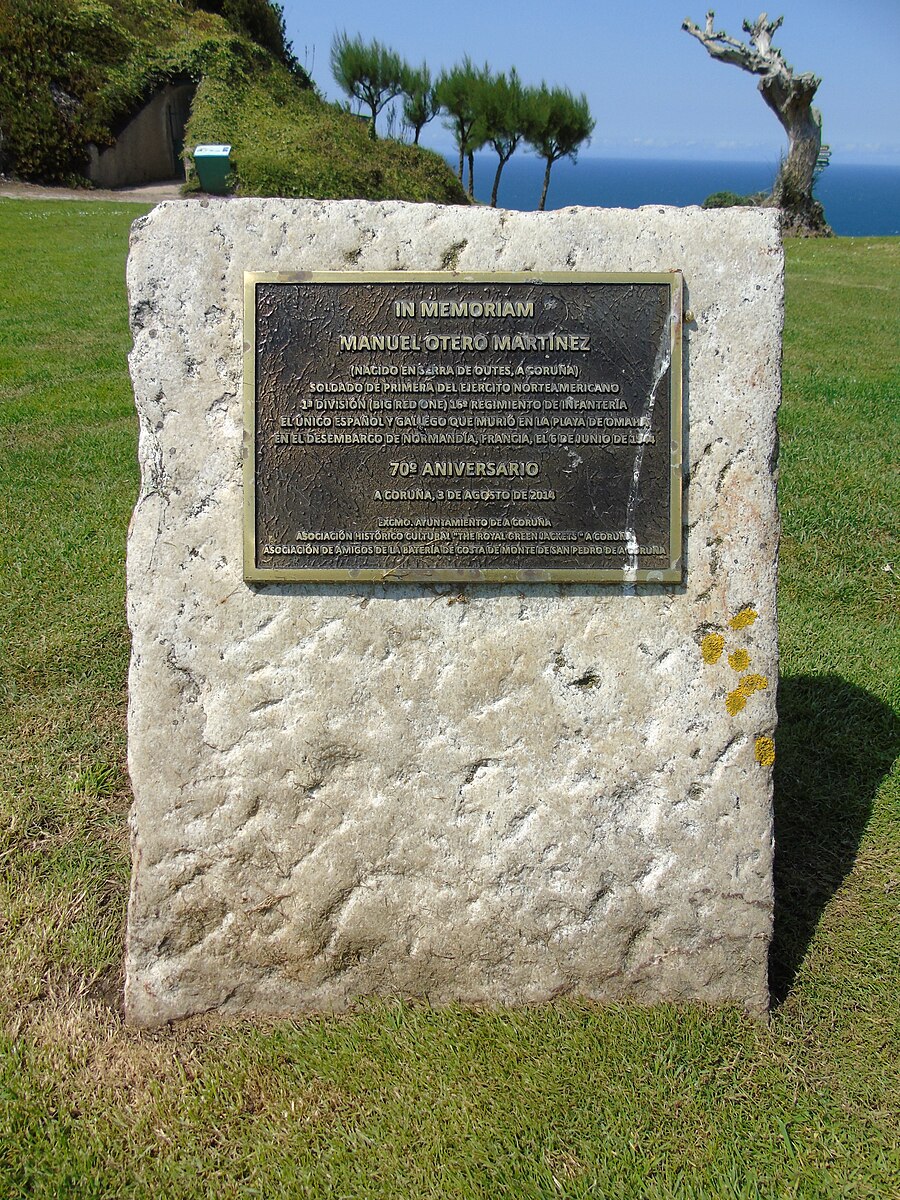 IN MEMORIAM
MANUEL OTERO MARTÍNEZ
(NACIDO EN SERRA DE OUTES, A CORUÑA)
SOLDADO DE PRIMERA DEL EJERCITO NORTEAMERICANO
1ª DIVISIÓN (BIG RED ONE) 16º REGIMIENTO DE INFANTERÍA
EL ÚNICO ESPAÑOL Y GALLEGO QUE MURIÓ EN LA PLAYA DE OMAHA
EN EL DESEMBARCO DE NORMANDÍA, FRANCIA, EL 6 DE JUNIO DE 1944
70º ANIVERSARIO
A CORUÑA, 3 DE AGOSTO DE 2014
EXCMO. AYUNTAMIENTO DE A CORUÑA
ASOCIACIÓN HISTÓRICO CULTURAL "THE ROYAL GREEN JACKETS" A CORUÑA
ASOCIACIÓN DE AMIGOS DE LA BATERÍA DE COSTA DE MONTE DE SAN PEDRO DE A CORUÑA